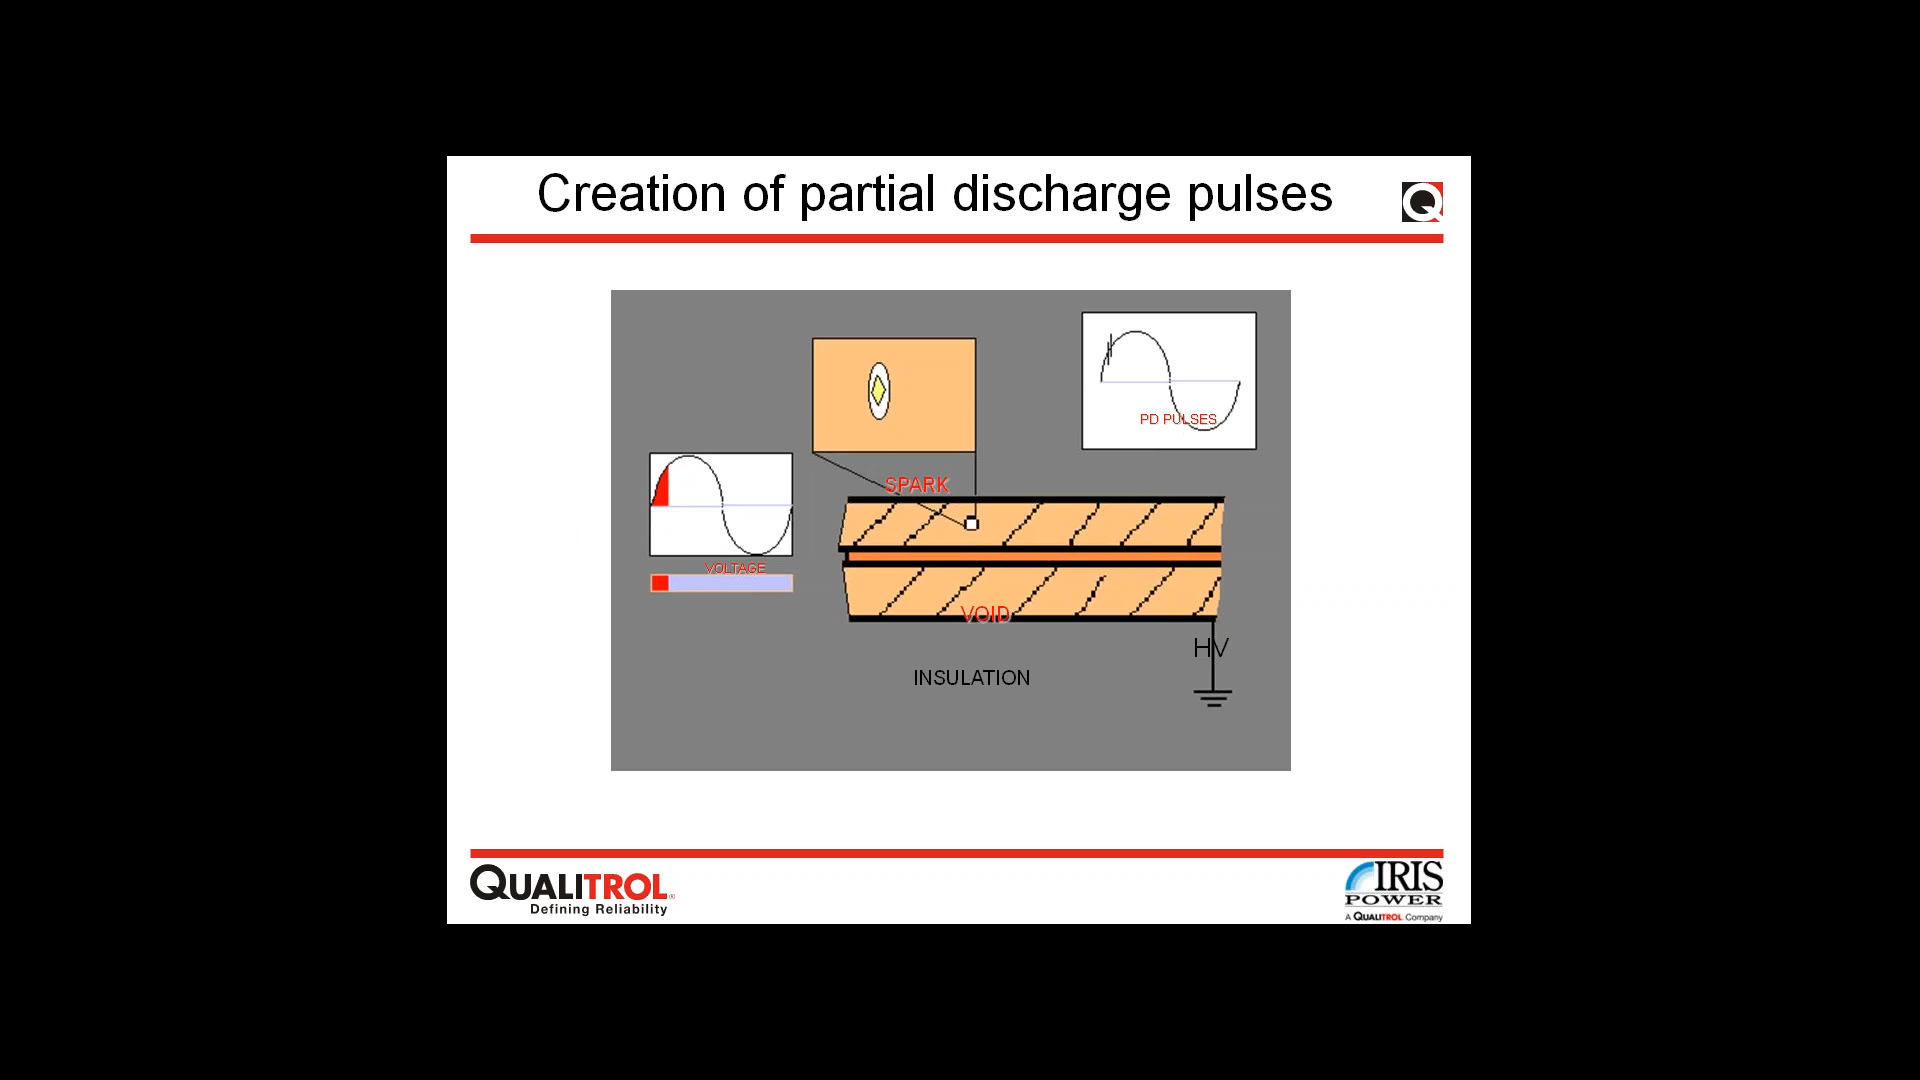 Creation of partial discharge pulses
Q
PD PULSES
SPARK
VOLTAGE
VOID
HV
INSULATION
QUALITROL®
Defining Reliability
IRIS
POWER
A QUALITROL Company